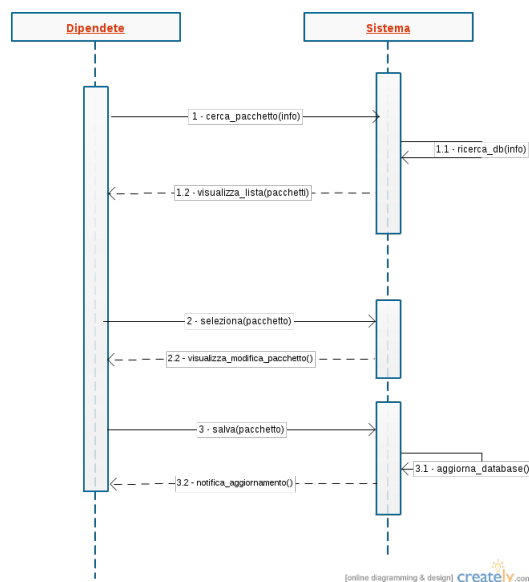 Dipendete
Sistema
1 - cerca_pacchetto(info)
1.1 - ricerca_db(info)
1.2 - visualizza_lista(pacchetti)
2 - seleziona(pacchetto)
2.2 - visualizza_modifica_pacchetto()
3 - salva(pacchetto)
3.1 - aggiorna_database()
3.2 - notifica_aggiornamento()
[online diagramming & design] creately.com